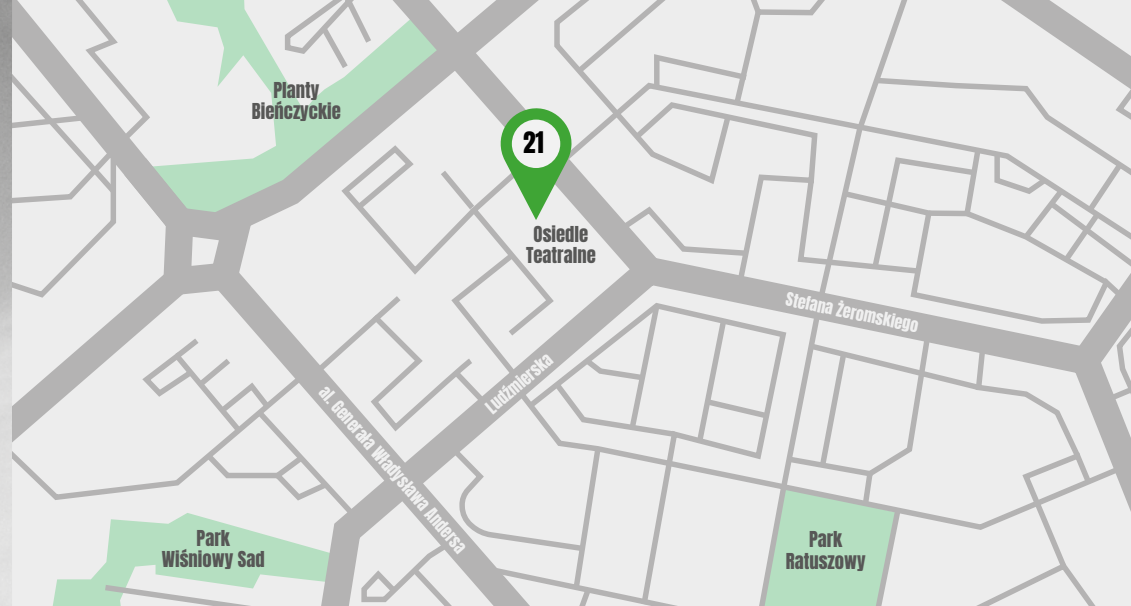 Planty
Bieńczyckie
21
Osiedle
Teatralne
Stefana Żeromskiego
Ludźmierska
al. Generała Władysława Andersa
Park
Wiśniowy Sad
Park
Ratuszowy